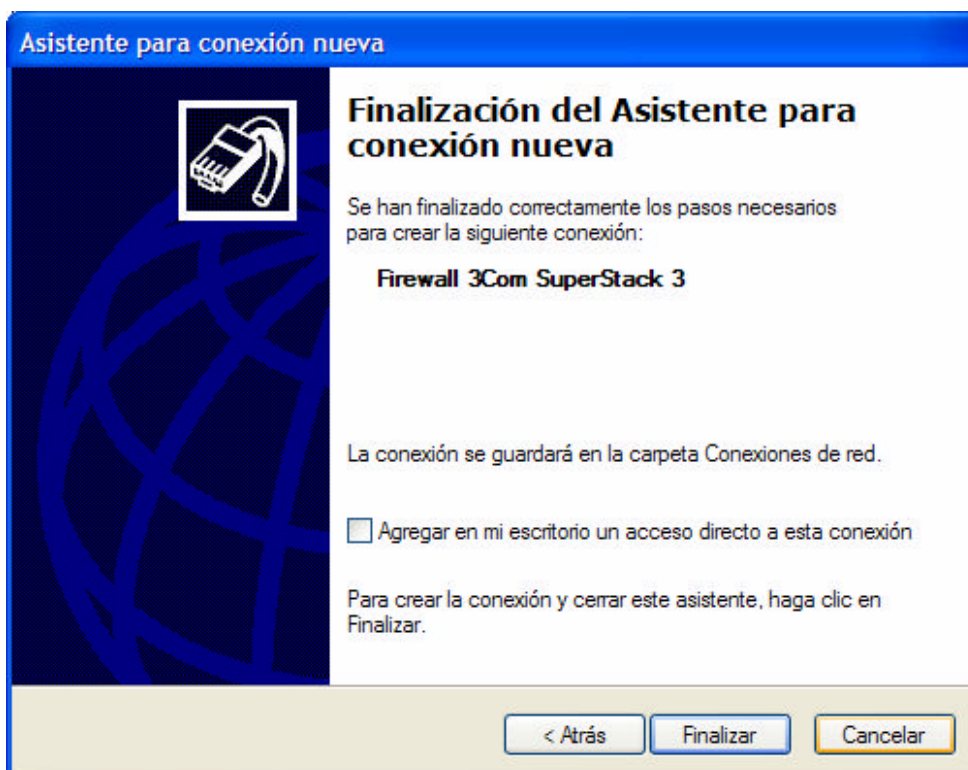 Asistente para conexión nueva
Finalización del Asistente para
conexión nueva
Se han finalizado correctamente los pasos necesarios
para crear la siguiente conexión:
Firewall 3Com SuperStack 3
La conexión se guardará en la carpeta Conexiones de red.
Agregar en mi escritorio un acceso directo a esta conexión
Para crear la conexión y cerrar este asistente, haga clic en
Finalizar.
< Atrás Finalizar Cancelar